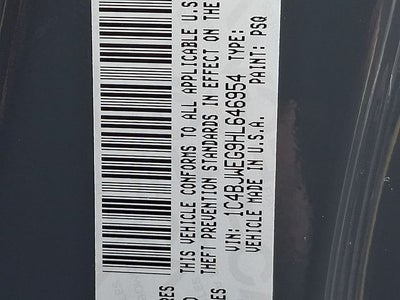 RES
THIS VEHICLE CONFORMS TO ALL APPLICABLE U.S
THEFT PREVENTION STANDARDS IN EFFECT ON THE
VIN: 1C4BJWEG9HL646954 TYPE:
VEHICLE MADE IN U.S.A. PAINT: PSQ